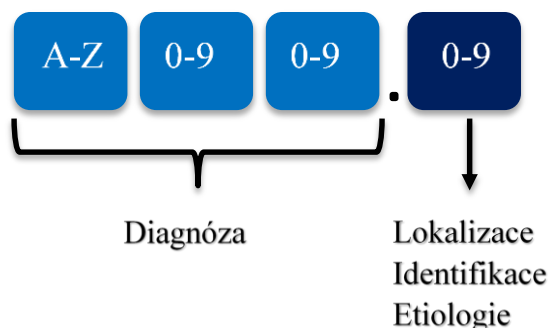 A-Z 0-9 0-9 . 0-9
Diagnóza
Lokalizace
Identifikace
Etiologie